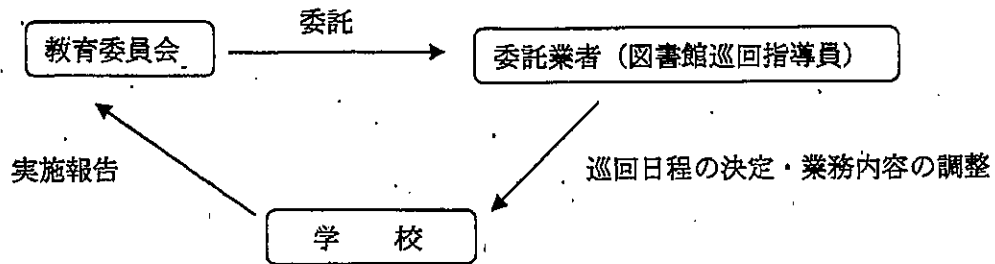 委託
教育委員会
委託業者（図書館巡回指導員）
実施報告
巡回日程の決定・業務内容の調整
学　校